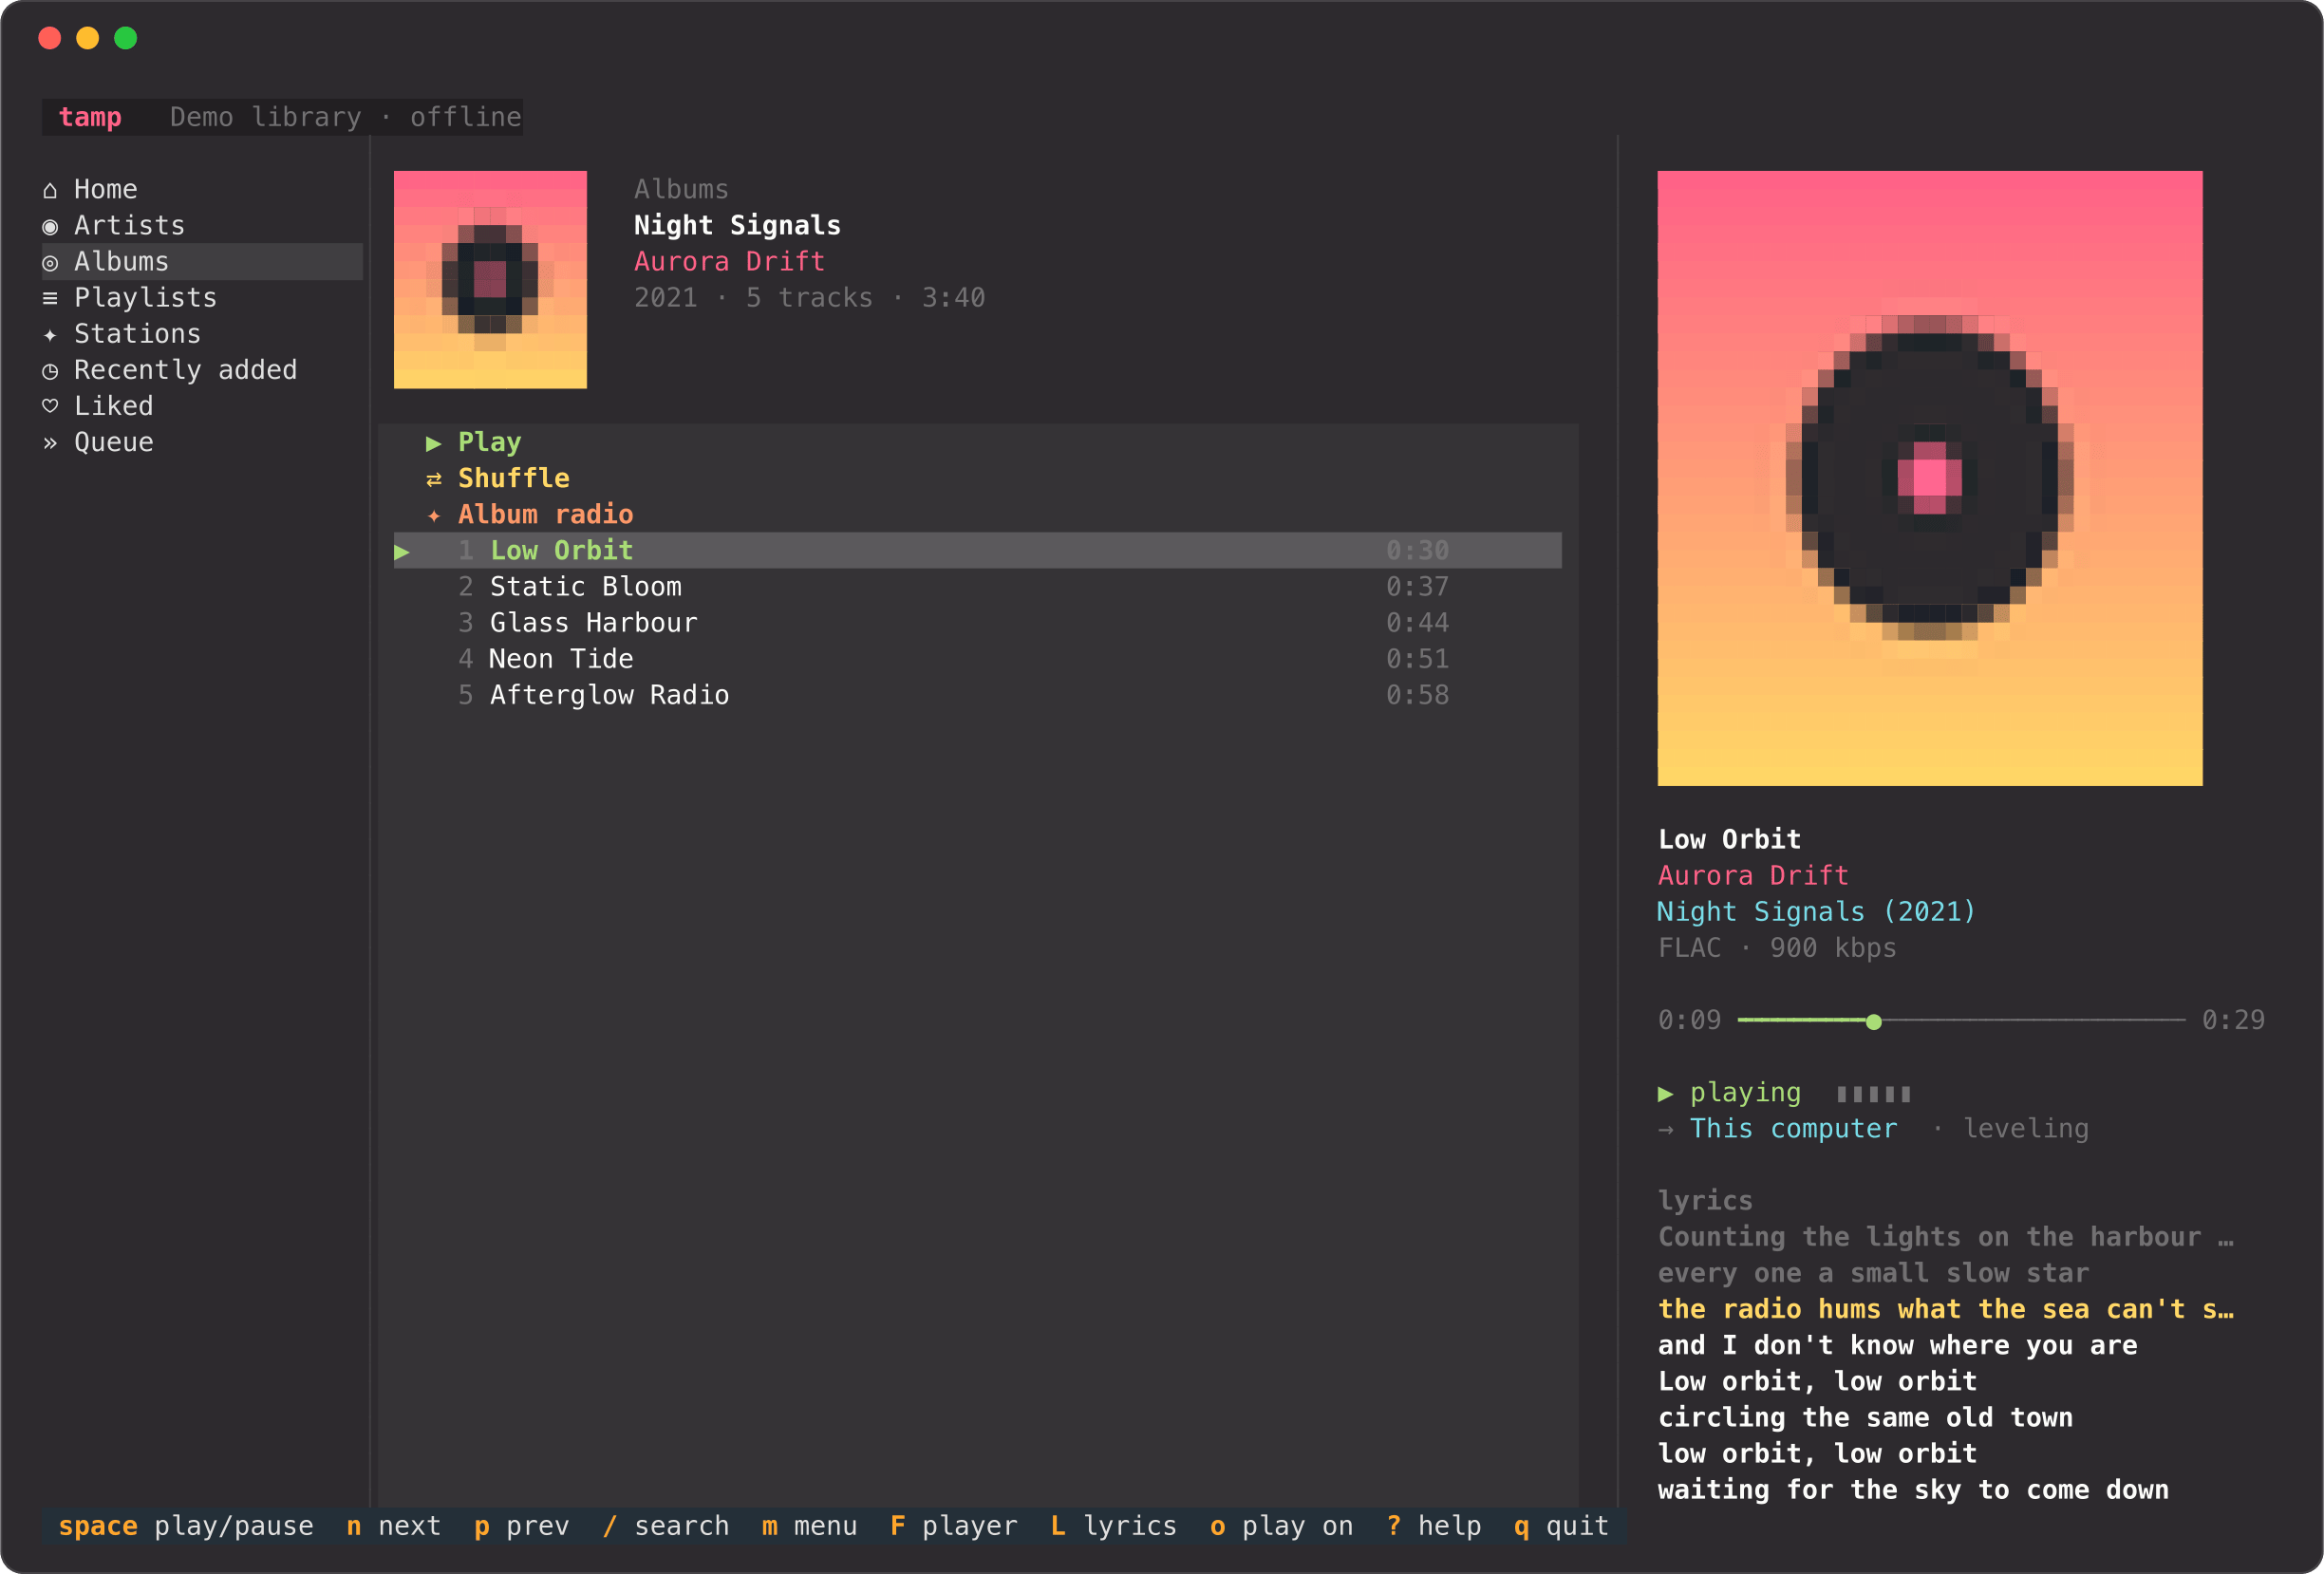 tamp Demo library · offline
⌂ Home
◉ Artists
◎ Albums
≡ Playlists
✦ Stations
◷ Recently added
♡ Liked
» Queue
Albums
Night Signals
Aurora Drift
2021 · 5 tracks · 3:40
▶ Play
⇄ Shuffle
✦ Album radio
▶ 1 Low Orbit 0:30
2 Static Bloom 0:37
3 Glass Harbour 0:44
4 Neon Tide 0:51
5 Afterglow Radio 0:58
Low Orbit
Aurora Drift
Night Signals (2021)
FLAC · 900 kbps
0:09 0:29
▶ playing ▮▮▮▮▮
→ This computer · leveling
lyrics
Counting the lights on the harbour …
every one a small slow star
the radio hums what the sea can't s…
and I don't know where you are
Low orbit, low orbit
circling the same old town
low orbit, low orbit
waiting for the sky to come down
space play/pause n next p prev / search m menu F player L lyrics o play on ? help q quit